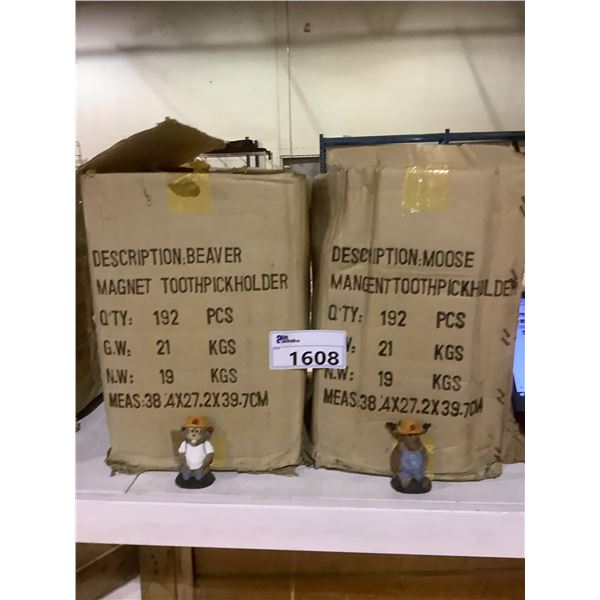 DESCRIPTION:BEAVER
MAGNET TOOTHPICKHOLDER
Q'TY: 192 PCS
G.W: 21 KGS
N.W: 19 KGS
MEAS:38.4X27.2X39.7CM
1608
DESCRIPTION:MOOSE
MANGENTTOOTHPICKHOLDER
Q'TY: 192 PCS
G.W: 21 KGS
N.W: 19 KGS
MEAS:38.4X27.2X39.7CM